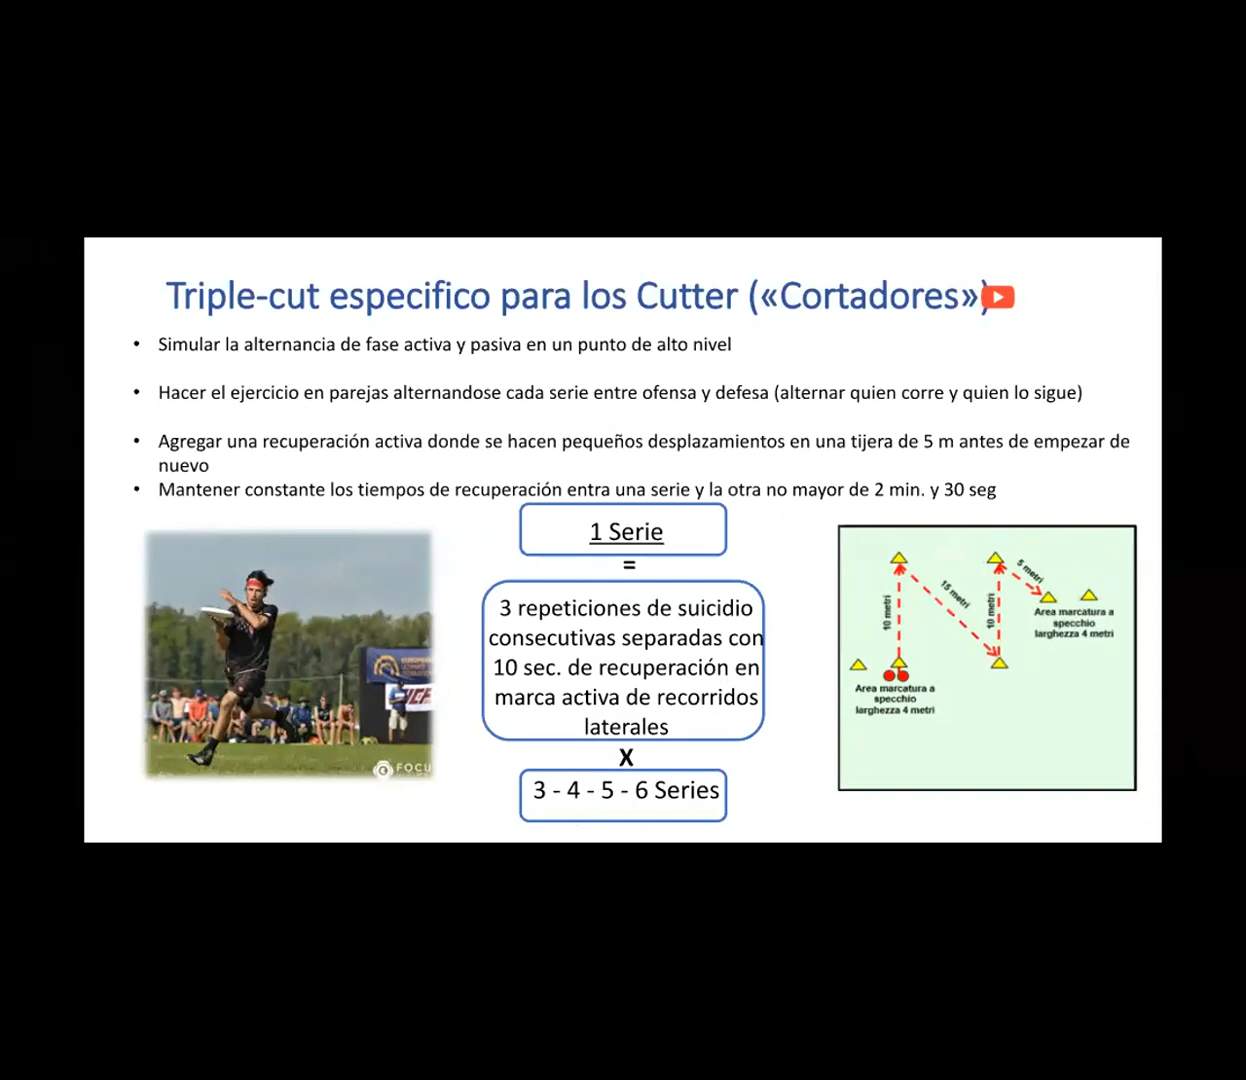 Triple-cut especifico para los Cutter («Cortadores»)
• Simular la alternancia de fase activa y pasiva en un punto de alto nivel
• Hacer el ejercicio en parejas alternandose cada serie entre ofensa y defesa (alternar quien corre y quien lo sigue)
• Agregar una recuperación activa donde se hacen pequeños desplazamientos en una tijera de 5 m antes de empezar de
nuevo
• Mantener constante los tiempos de recuperación entra una serie y la otra no mayor de 2 min. y 30 seg
1 Serie
=
3 repeticiones de suicidio
consecutivas separadas con
10 sec. de recuperación en
marca activa de recorridos
laterales
X
3 - 4 - 5 - 6 Series
EUROPEAN
FOCU
10 metri
15 metri
10 metri
5 metri
Area marcatura a
specchio
larghezza 4 metri
Area marcatura a
specchio
larghezza 4 metri